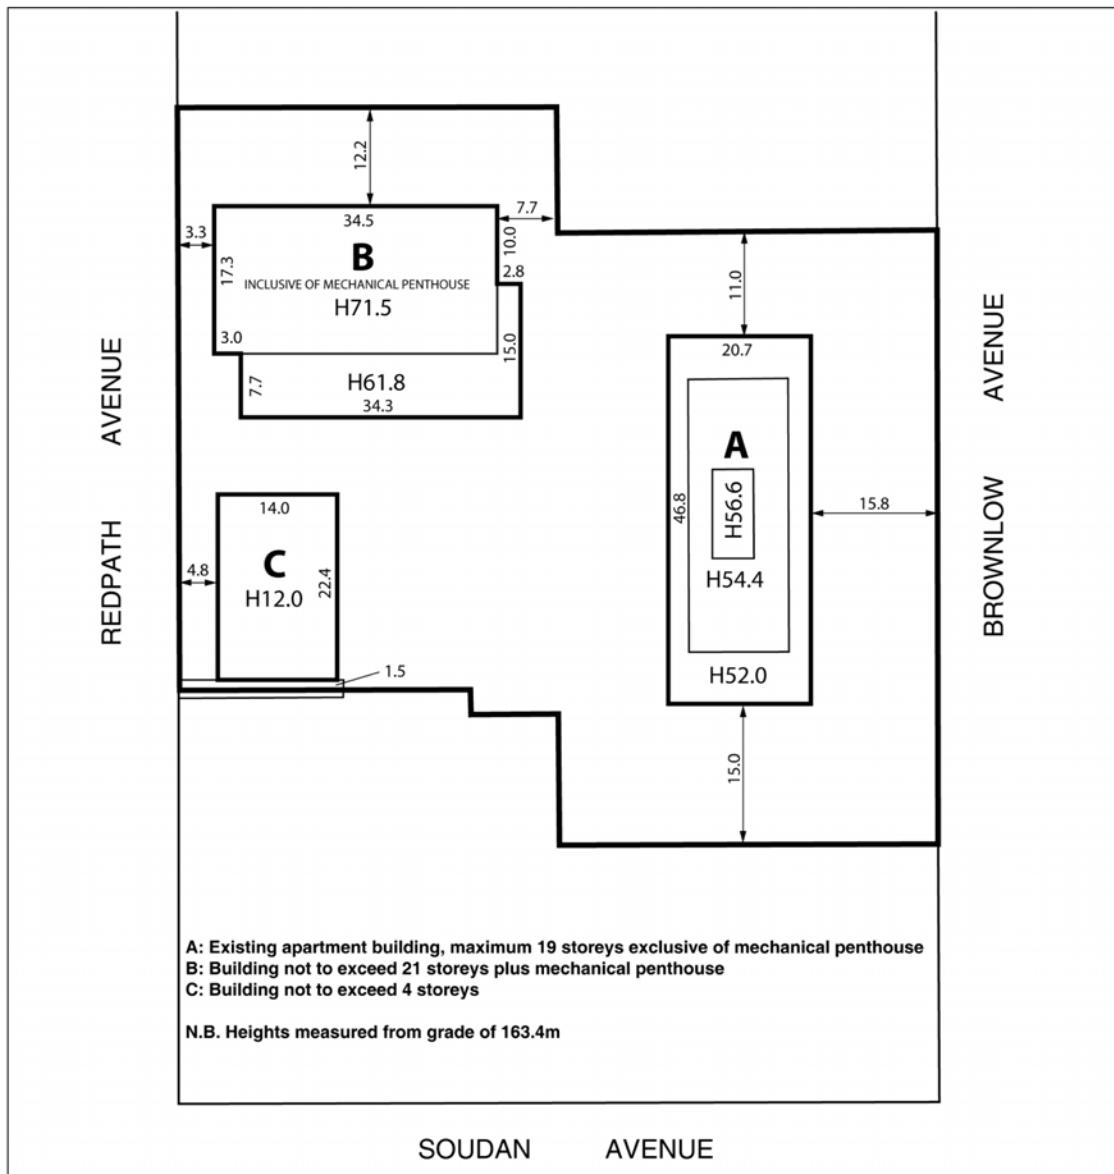 12.2
34.5
7.7
3.3
10.0
B
17.3
2.8
INCLUSIVE OF MECHANICAL PENTHOUSE
H71.5
11.0
3.0
15.0
20.7
H61.8
7.7
34.3
A
46.8
H56.6
15.8
14.0
C
4.8
22.4
H12.0
H54.4
1.5
H52.0
15.0
REDPATH AVENUE
BROWNLOW AVENUE
A: Existing apartment building, maximum 19 storeys exclusive of mechanical penthouse
B: Building not to exceed 21 storeys plus mechanical penthouse
C: Building not to exceed 4 storeys
N.B. Heights measured from grade of 163.4m
SOUDAN AVENUE